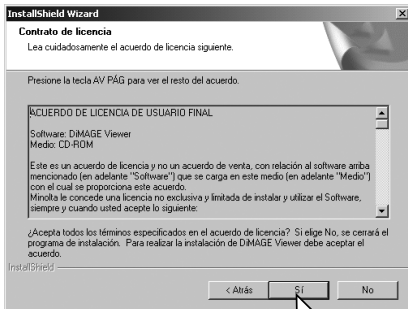 InstallShield Wizard
Contrato de licencia
Lea cuidadosamente el acuerdo de licencia siguiente.
Presione la tecla AV PÁG para ver el resto del acuerdo.
ACUERDO DE LICENCIA DE USUARIO FINAL
Software: DiMAGE Viewer
Medio: CD-ROM
Este es un acuerdo de licencia y no un acuerdo de venta, con relación al software arriba
mencionado (en adelante "Software") que se carga en este medio (en adelante "Medio")
con el cual se proporciona este acuerdo.
Minolta le concede una licencia no exclusiva y limitada de instalar y utilizar el Software,
siempre y cuando usted acepte lo siguiente:
¿Acepta todos los términos especificados en el acuerdo de licencia? Si elige No, se cerrará el
programa de instalación. Para realizar la instalación de DiMAGE Viewer debe aceptar el
acuerdo.
InstallShield
< Atrás Sí No